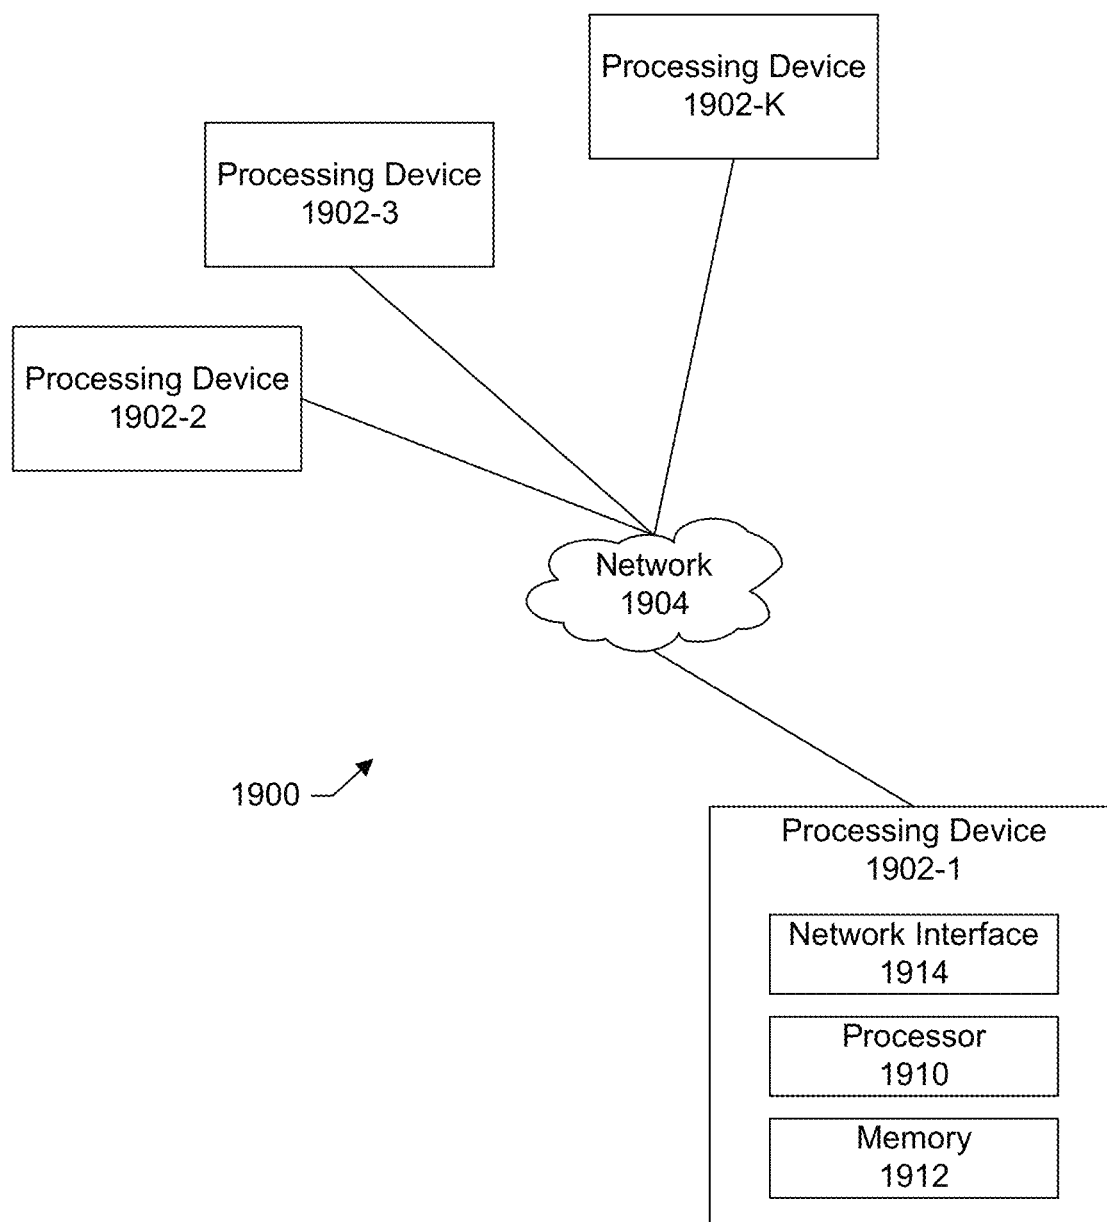 Processing Device
1902-K
Processing Device
1902-3
Processing Device
1902-2
Network
1904
1900
Processing Device
1902-1
Network Interface
1914
Processor
1910
Memory
1912